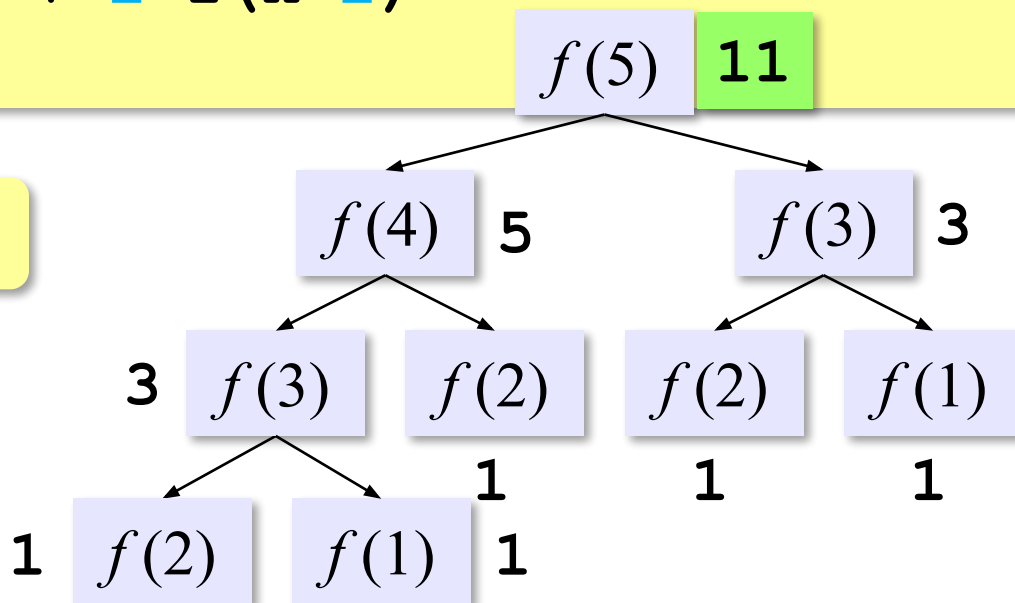 f(5) 11
f(4) 5 f(3) 3
3 f(3) f(2) f(2) f(1)
1 1 1
1 f(2) f(1) 1